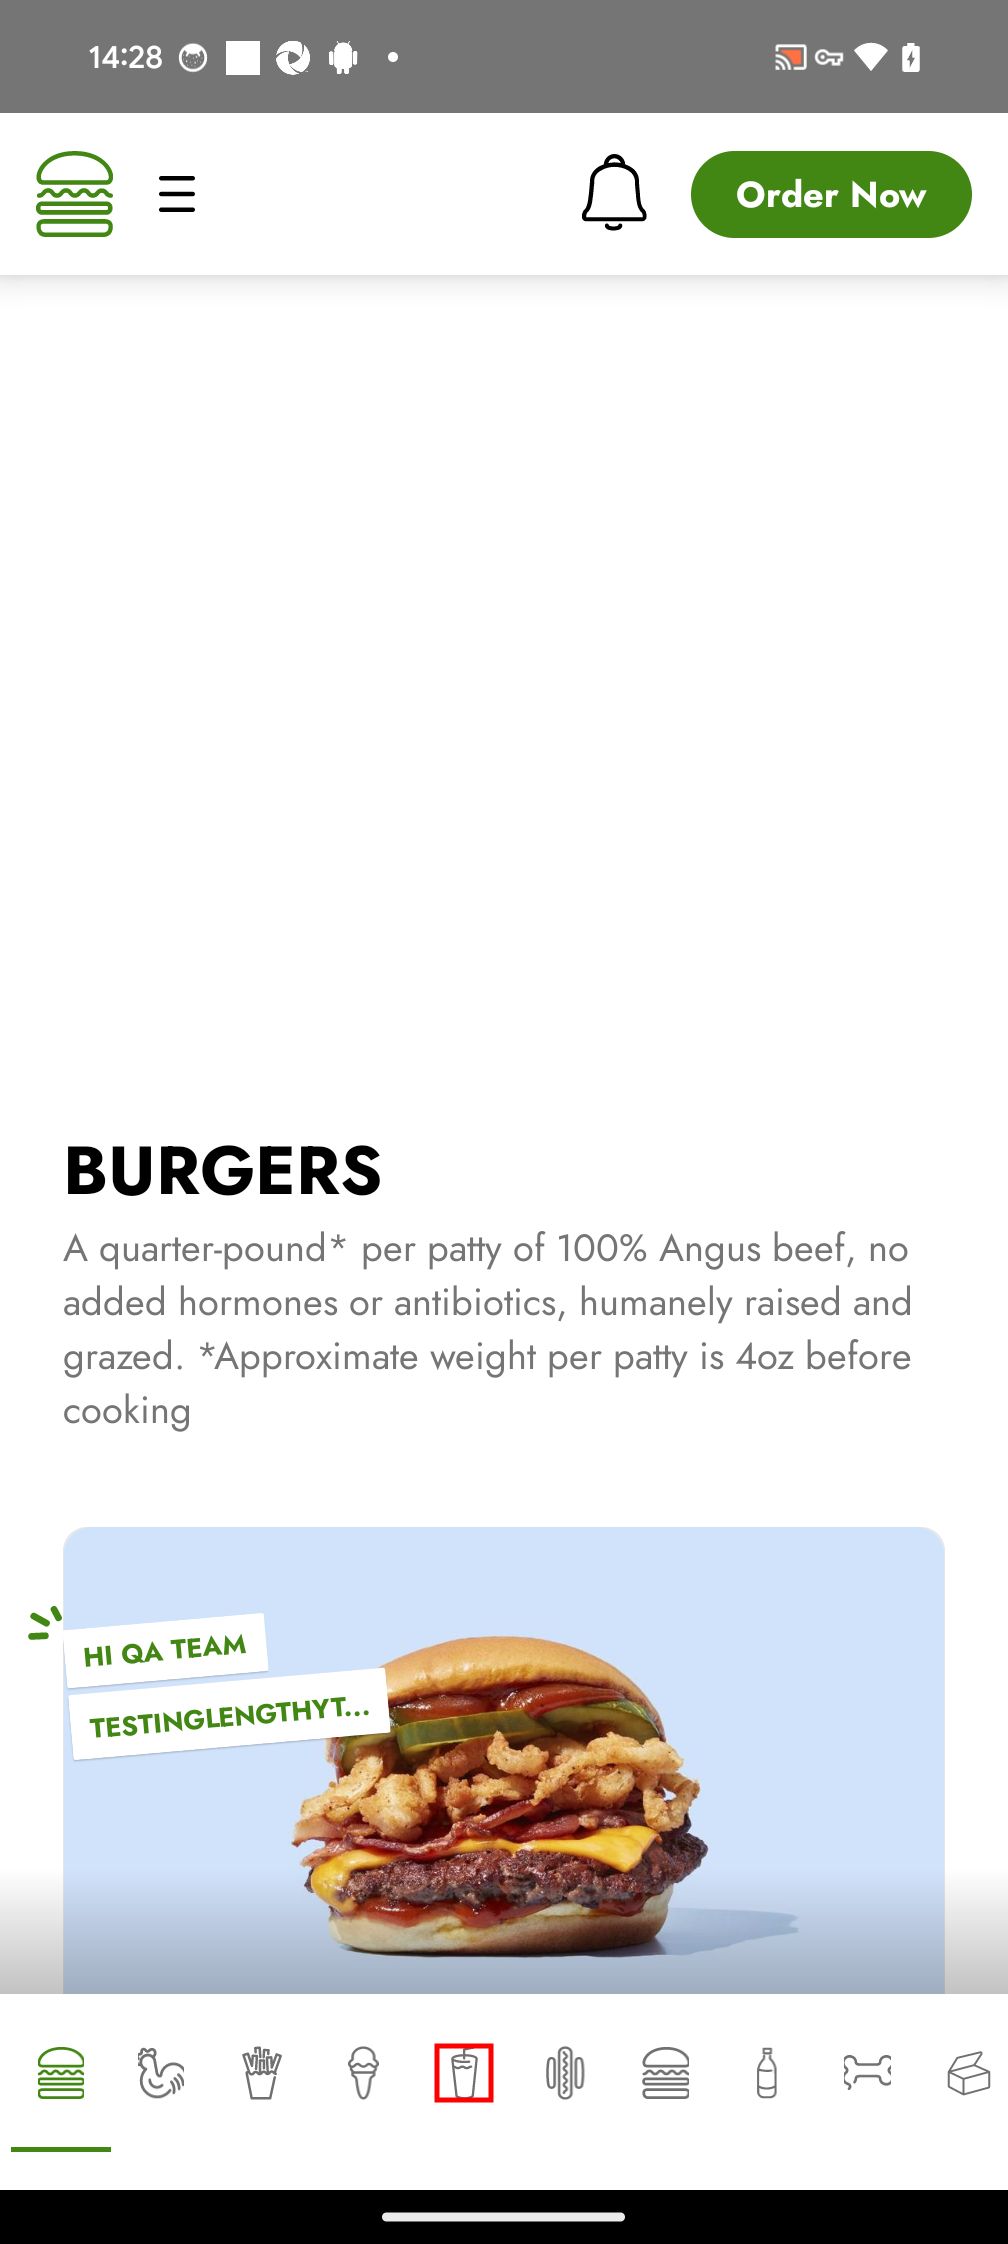 14:28
Order Now
BURGERS
A quarter-pound* per patty of 100% Angus beef, no
added hormones or antibiotics, humanely raised and
grazed. *Approximate weight per patty is 4oz before
cooking
HI QA TEAM
TESTINGLENGTHYT...